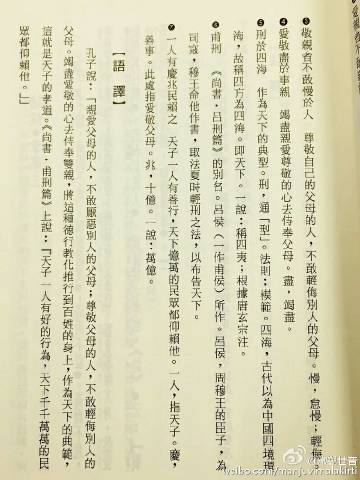 ❸敬親者不敢慢於人　尊敬自己的父母的人，不敢輕侮別人的父母。慢，怠慢；輕侮。
❹愛敬盡於事親　竭盡親愛尊敬的心去侍奉父母。盡，竭盡。
❺刑於四海　作為天下的典型。刑，通「型」。法則；模範。四海，古代以為中國四境環
海，故稱四方為四海。即天下。一說：稱四夷；根據唐玄宗注。
❻甫刑　《尚書·呂刑篇》的別名。呂侯（一作甫侯）所作。呂侯，周穆王的臣子，為
司寇，穆王命他作書，取法夏時輕刑之法，以布告天下。
❼一人有慶兆民賴之　天子一人有善行，天下億萬的民眾都仰賴他。一人，指天子。慶，
善事。此處指愛敬父母。兆，十億。一說：萬億。
【語譯】
孔子說：「親愛父母的人，不敢厭惡別人的父母；尊敬父母的人，不敢輕侮別人的
父母。竭盡愛敬的心去侍奉雙親，將這種德行教化推行到百姓的身上，作為天下的典範，
這就是天子的孝道。《尚書·甫刑篇》上說：『天子一人有好的行為，天下千千萬萬的民
眾都仰賴他。』」
weibo.com/manjuvimalakirti